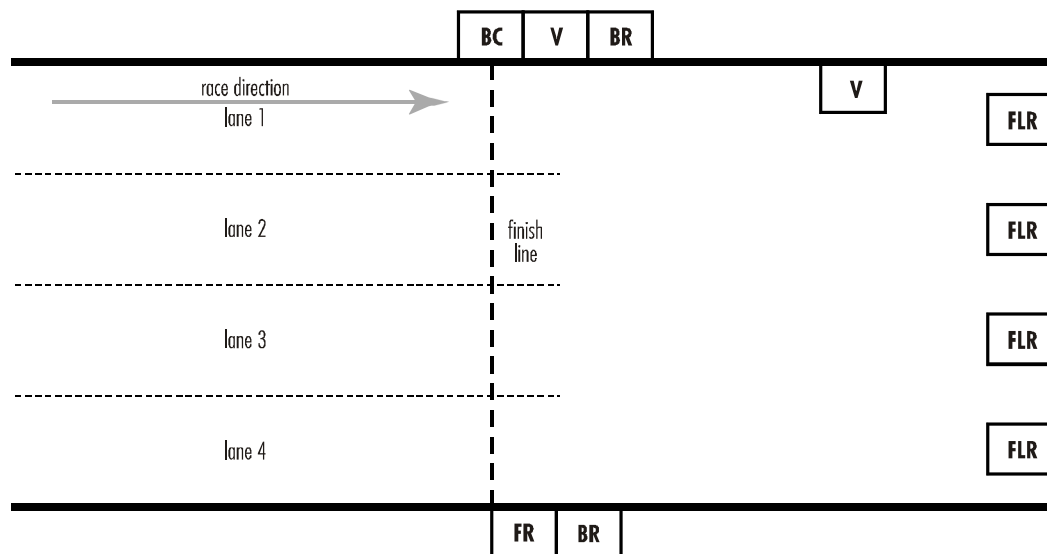 BC V BR
race direction
lane 1
V
FLR
lane 2
finish
line
FLR
lane 3
FLR
lane 4
FLR
FR BR